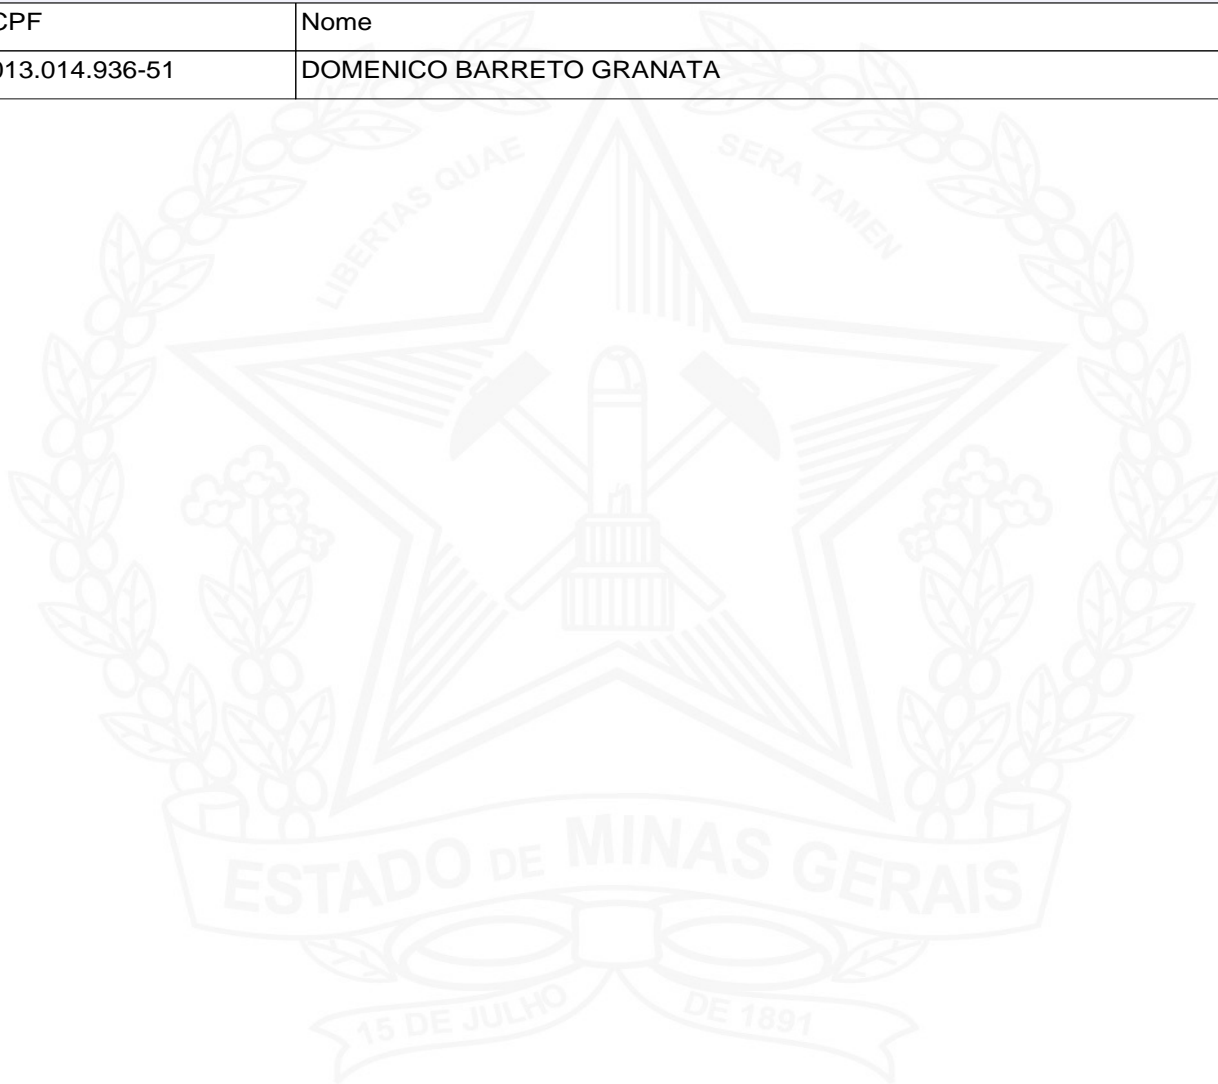 CPF Nome
013.014.936-51 DOMENICO BARRETO GRANATA
LIBERTAS QUAE SERA TAMEN
ESTADO DE MINAS GERAIS
15 DE JULHO DE 1891